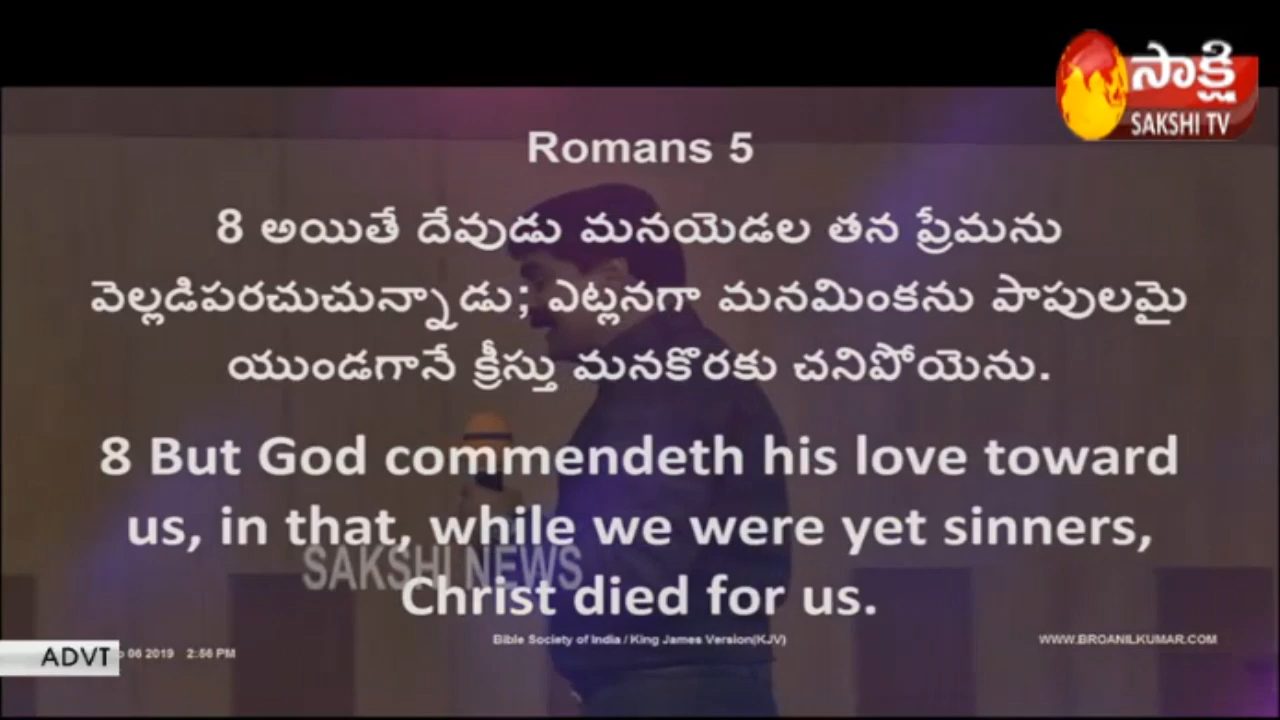 సాక్షి
SAKSHI TV
Romans 5
8 అయితే దేవుడు మనయెడల తన ప్రేమను
వెల్లడిపరచుచున్నాడు; ఎట్లనగా మనమింకను పాపులమై
యుండగానే క్రీస్తు మనకొరకు చనిపోయెను.
8 But God commendeth his love toward
us, in that, while we were yet sinners,
SAKSHI NEWS
Christ died for us.
Bible Society of India / King James Version(KJV)
WWW.BROANILKUMAR.COM
ADVT 06 2019 2:56 PM